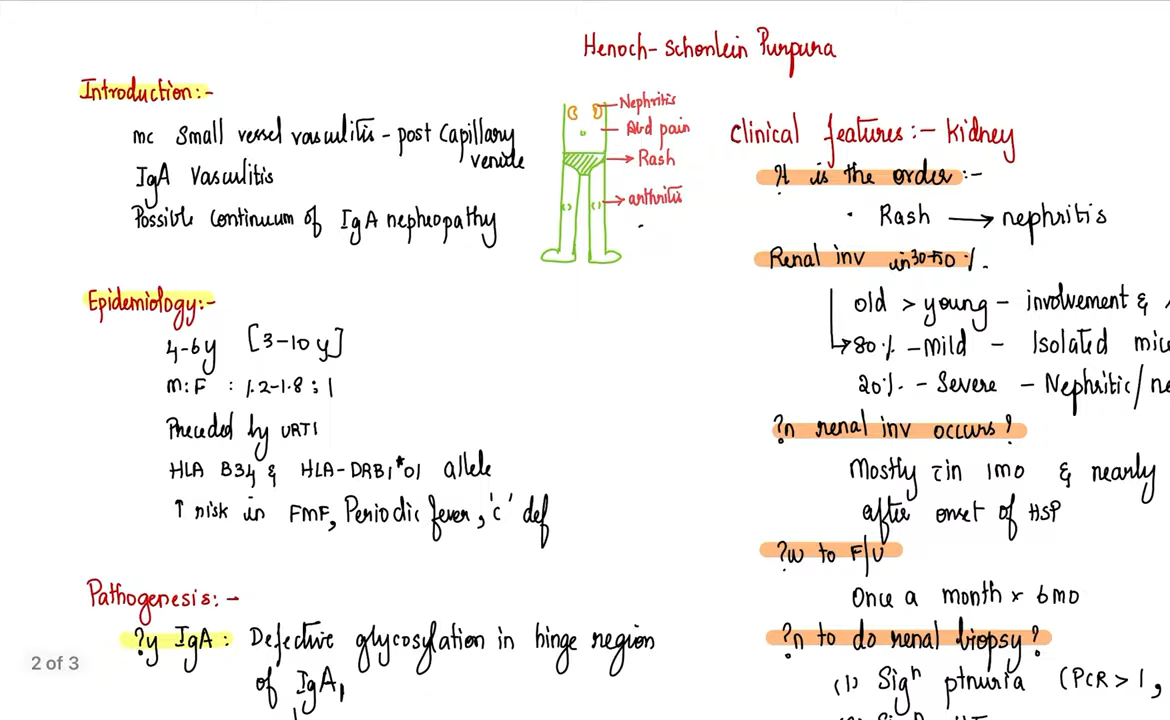 Henoch-Schonlein Purpura
Introduction:-
mc Small vessel vasculitis - post Capillary
venule
IgA Vasculitis
Possible Continuum of IgA nephropathy
Nephritis
Abd pain
Rash
arthritis
Epidemiology:-
4-6y [3-10 y]
m:F : 1.2-1.8 : 1
Preceded by URTI
HLA B34 & HLA-DRB1*01 allele
↑ risk in FMF, Periodic fever, 'C' def
Pathogenesis:-
?y IgA: Defective glycosylation in hinge region
of IgA1
2 of 3
Clinical features:- Kidney
is the order:-
· Rash → nephritis
Renal inv in 30-50 %.
old > young - involvement &
→ 80% - Mild - Isolated mic
20%. - Severe - Nephritic/ne
?n renal inv occurs?
Mostly in 1mo & nearly
after onset of HSP
?w to F/U
Once a month x 6mo
?n to do renal biopsy?
(1) Sigⁿ ptnuria (PCR > 1,